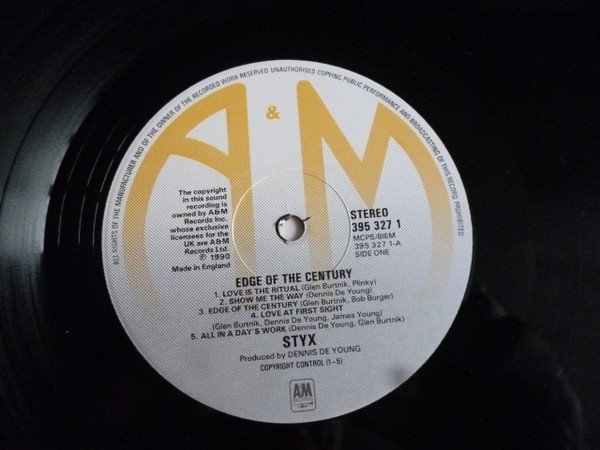 ALL RIGHTS OF THE MANUFACTURER AND OF THE OWNER OF THE RECORDED WORK RESERVED. UNAUTHORISED COPYING PUBLIC PERFORMANCE AND BROADCASTING OF THIS RECORD PROHIBITED
A&M
The copyright
in this sound
recording is
owned by A&M
Records Inc.
whose exclusive
licensees for the
UK are A&M
Records Ltd.
℗ 1990
Made in England
STEREO
395 327 1
MCPS/BIEM
395 327 1-A
SIDE ONE
EDGE OF THE CENTURY
1. LOVE IS THE RITUAL (Glen Burtnik, Plinky)
2. SHOW ME THE WAY (Dennis De Young)
3. EDGE OF THE CENTURY (Glen Burtnik, Bob Burger)
4. LOVE AT FIRST SIGHT
(Glen Burtnik, Dennis De Young, James Young)
5. ALL IN A DAY'S WORK (Dennis De Young, Glen Burtnik)
STYX
Produced by DENNIS DE YOUNG
COPYRIGHT CONTROL (1–5)
AM